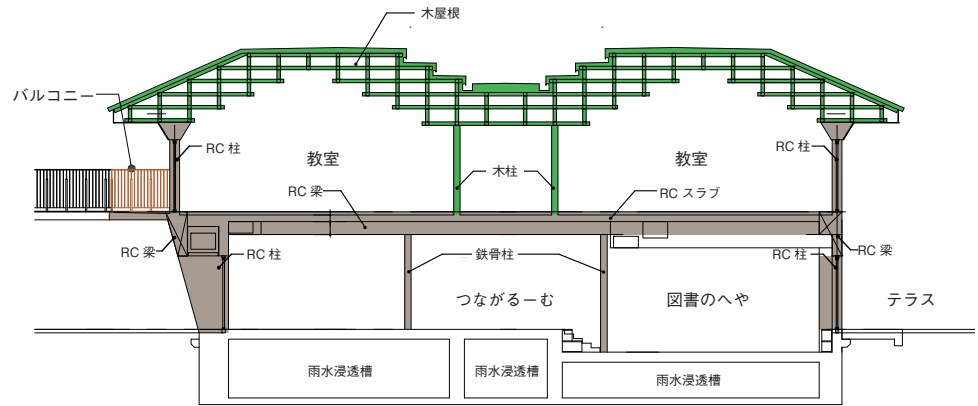 木屋根
バルコニー
RC 柱
教室
教室
RC 柱
木柱
RC 梁
RC スラブ
RC 梁
RC 柱
鉄骨柱
RC 柱
RC 梁
つながるーむ
図書のへや
テラス
雨水浸透槽
雨水浸透槽
雨水浸透槽